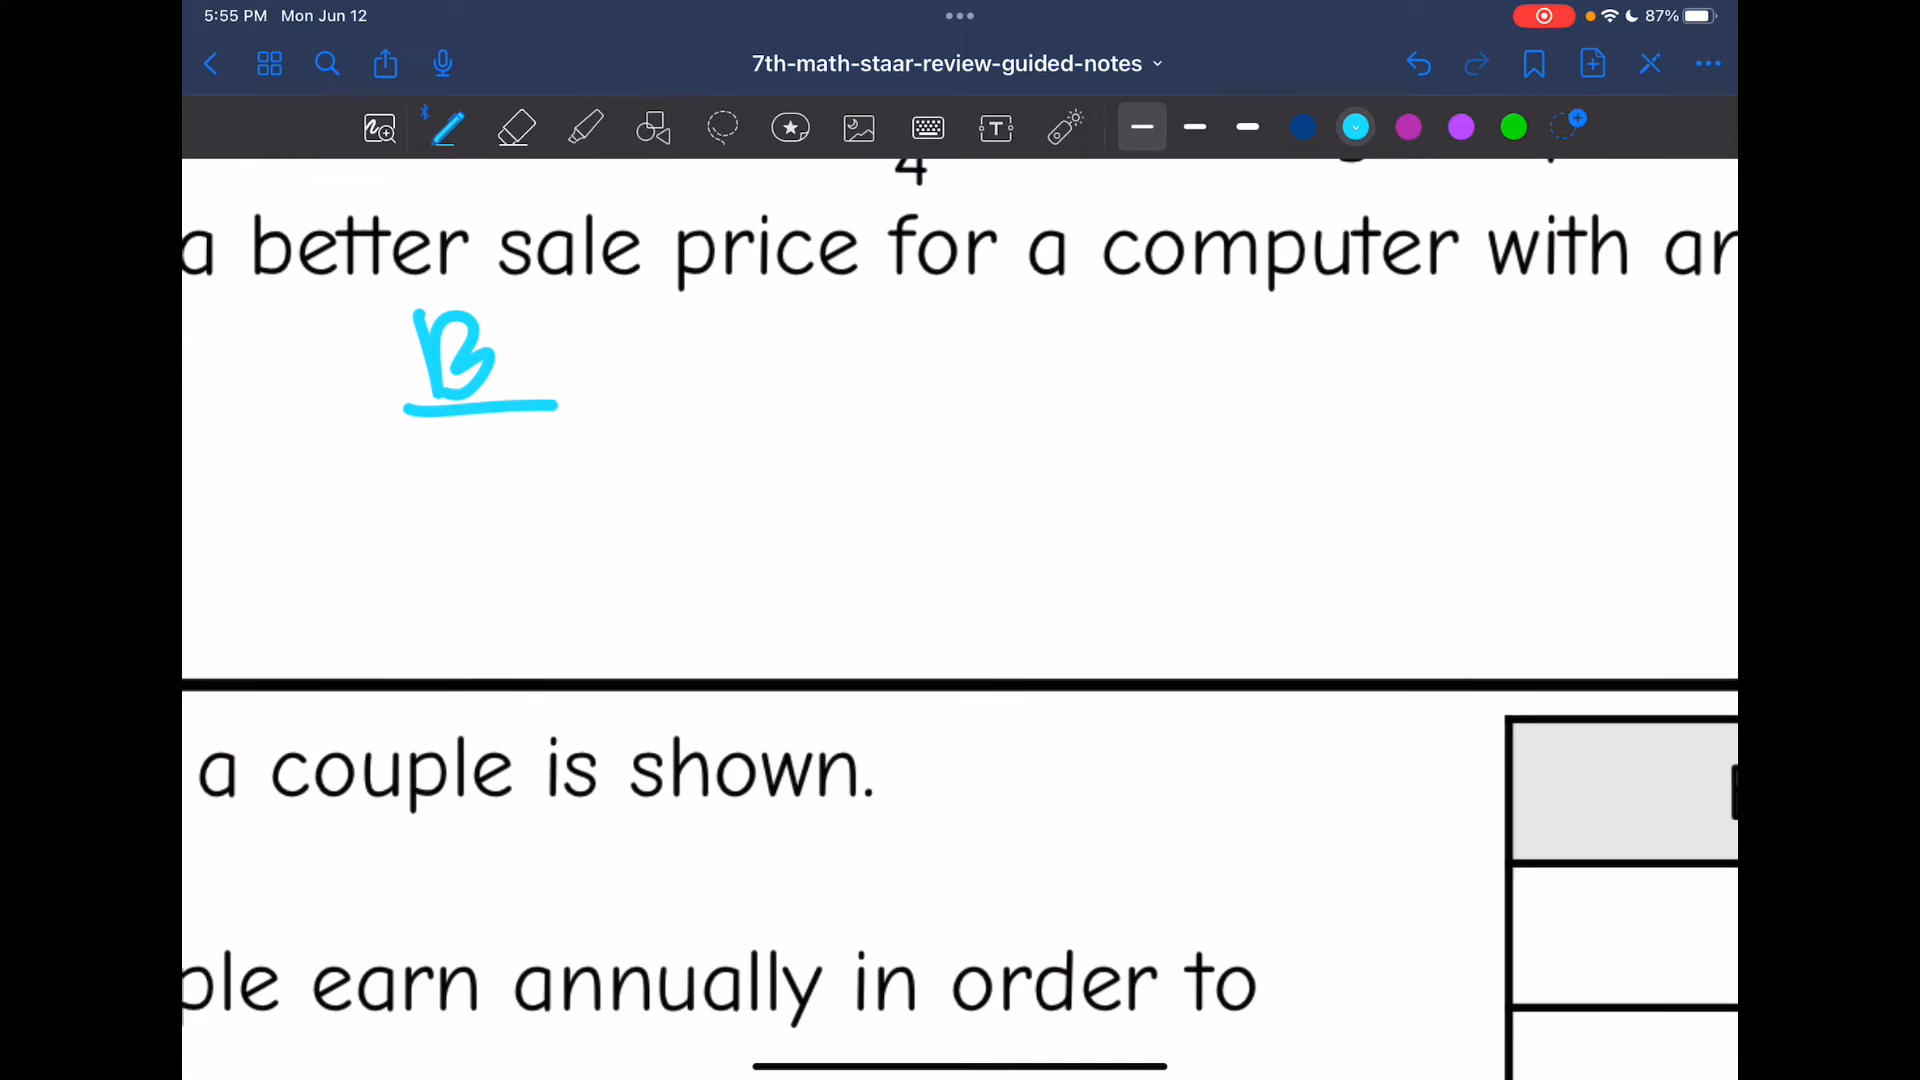 5:55 PM Mon Jun 12
87%
7th-math-staar-review-guided-notes
T
4
a better sale price for a computer with
B
a couple is shown.
ple earn annually in order to